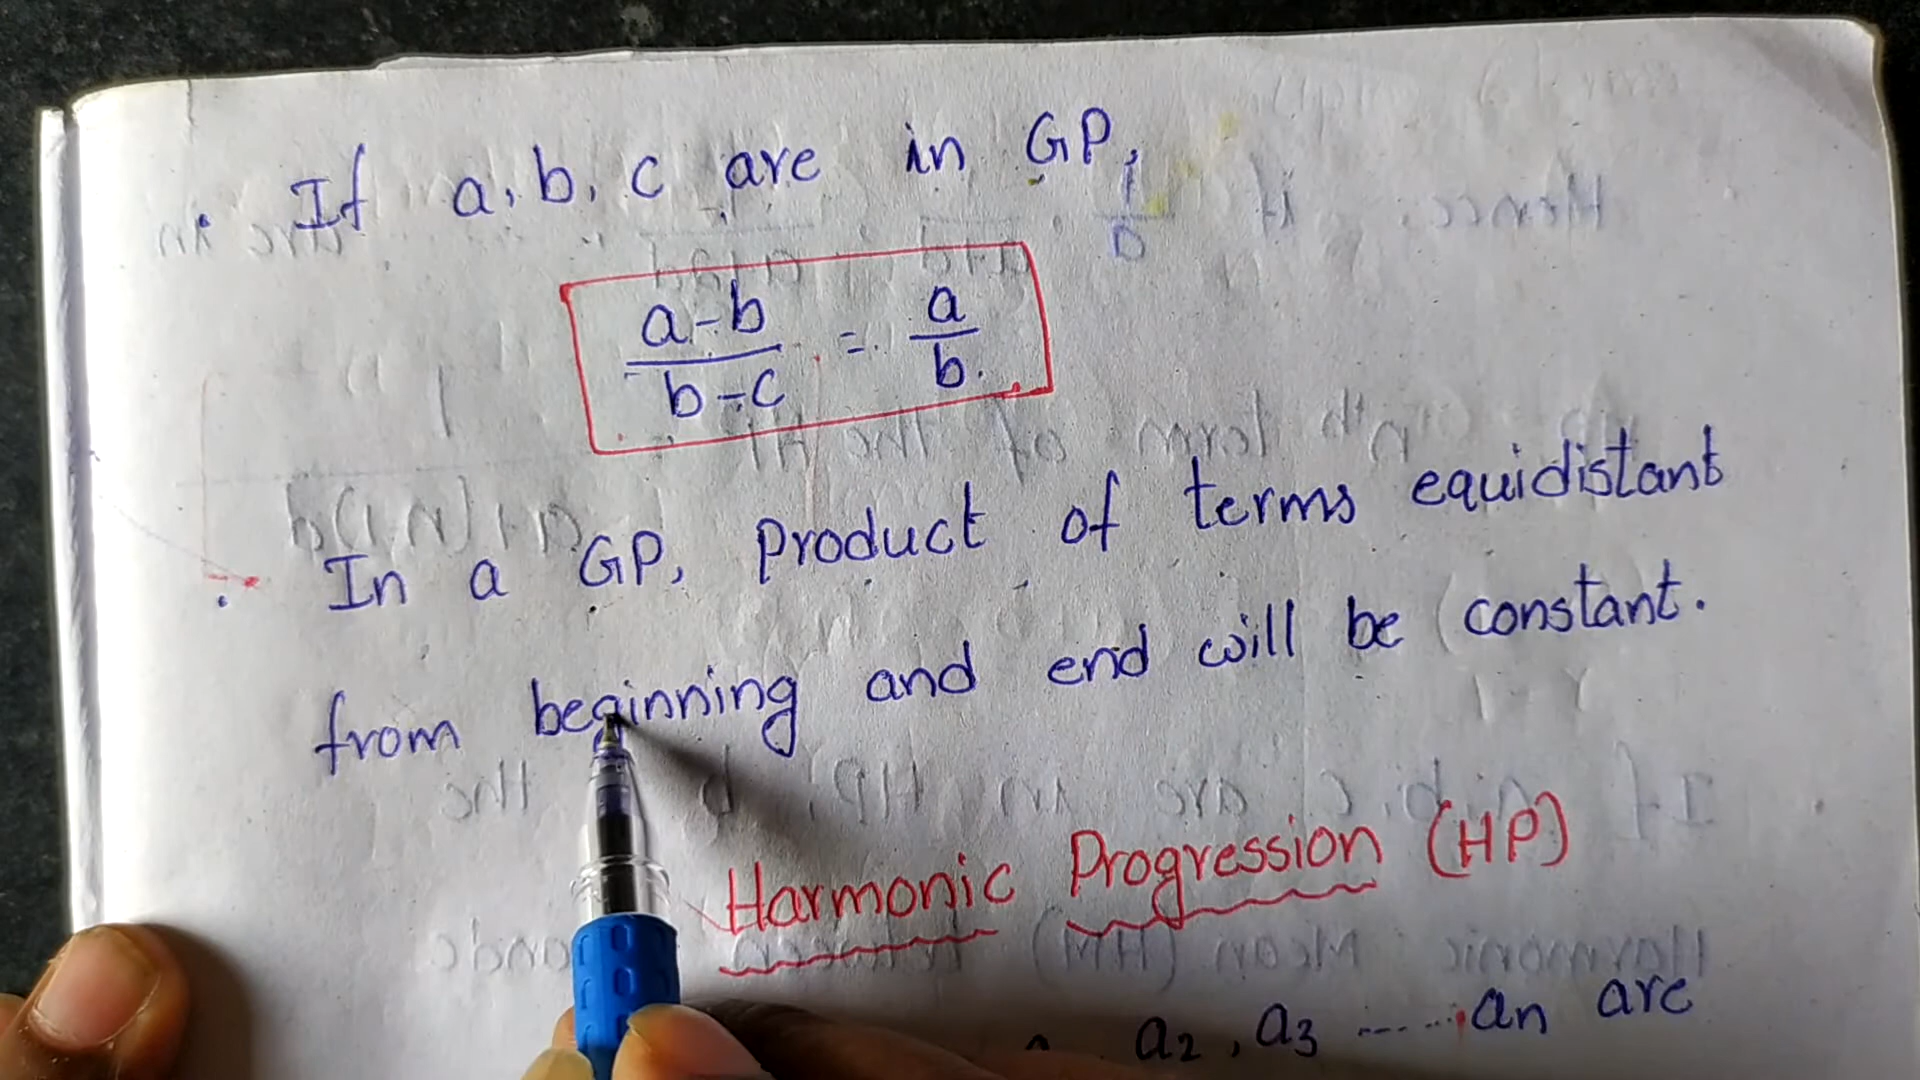 . If a, b, c are in GP,
a-b / b-c = a / b.
. In a GP, Product of terms equidistant
from beginning and end will be constant.
Harmonic Progression (HP)
a2, a3 ...... an are